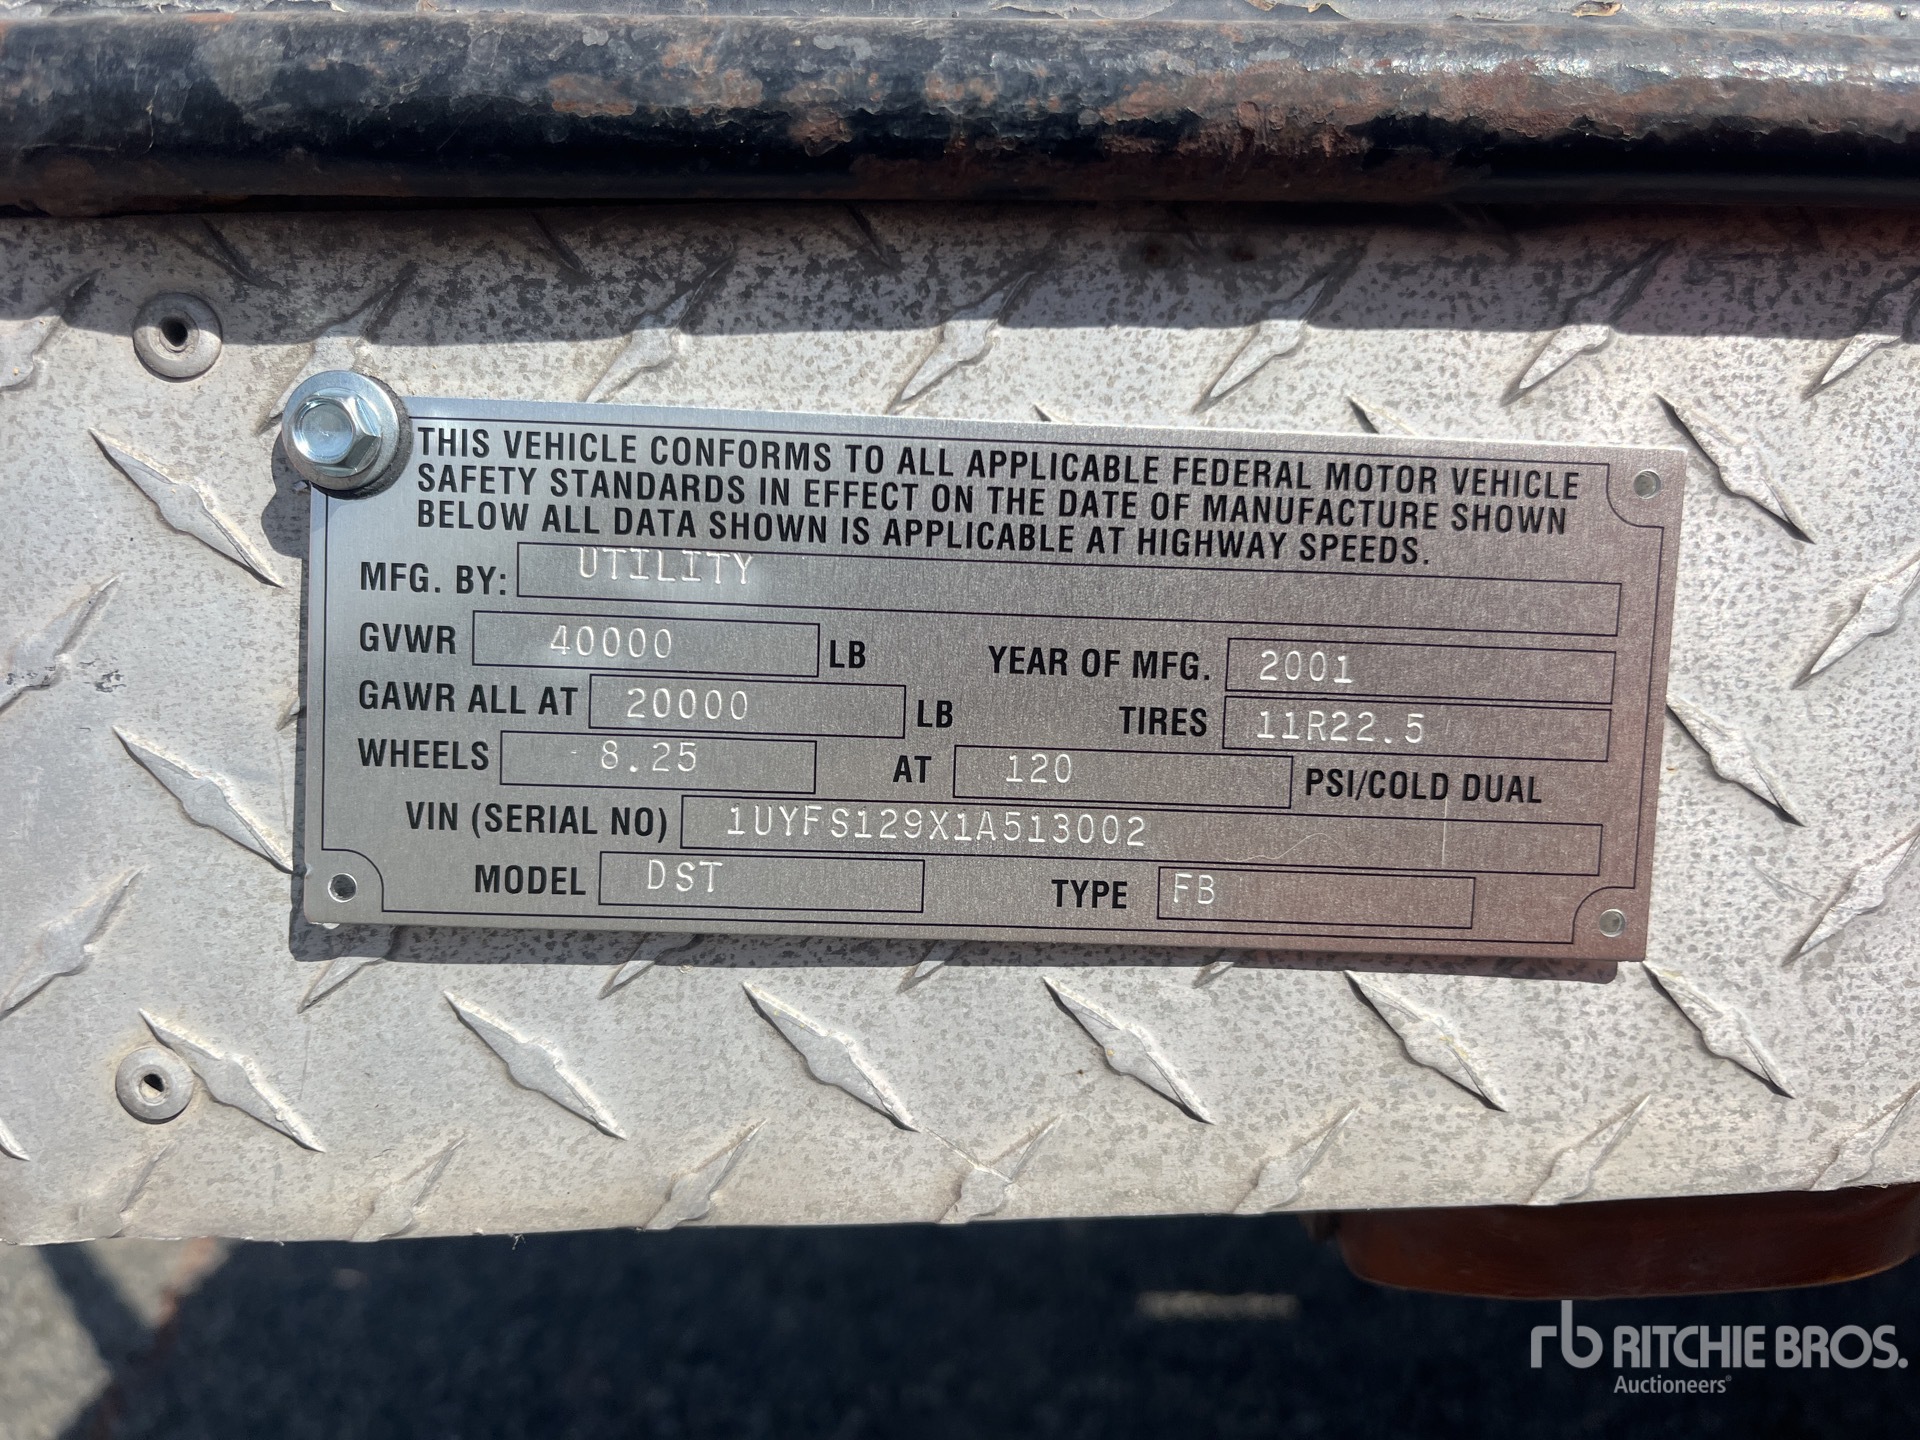 THIS VEHICLE CONFORMS TO ALL APPLICABLE FEDERAL MOTOR VEHICLE
SAFETY STANDARDS IN EFFECT ON THE DATE OF MANUFACTURE SHOWN
BELOW ALL DATA SHOWN IS APPLICABLE AT HIGHWAY SPEEDS.
MFG. BY: UTILITY
GVWR 40000 LB YEAR OF MFG. 2001
GAWR ALL AT 20000 LB TIRES 11R22.5
WHEELS 8.25 AT 120 PSI/COLD DUAL
VIN (SERIAL NO) 1UYFS129X1A513002
MODEL DST TYPE FB
rb RITCHIE BROS.
Auctioneers®